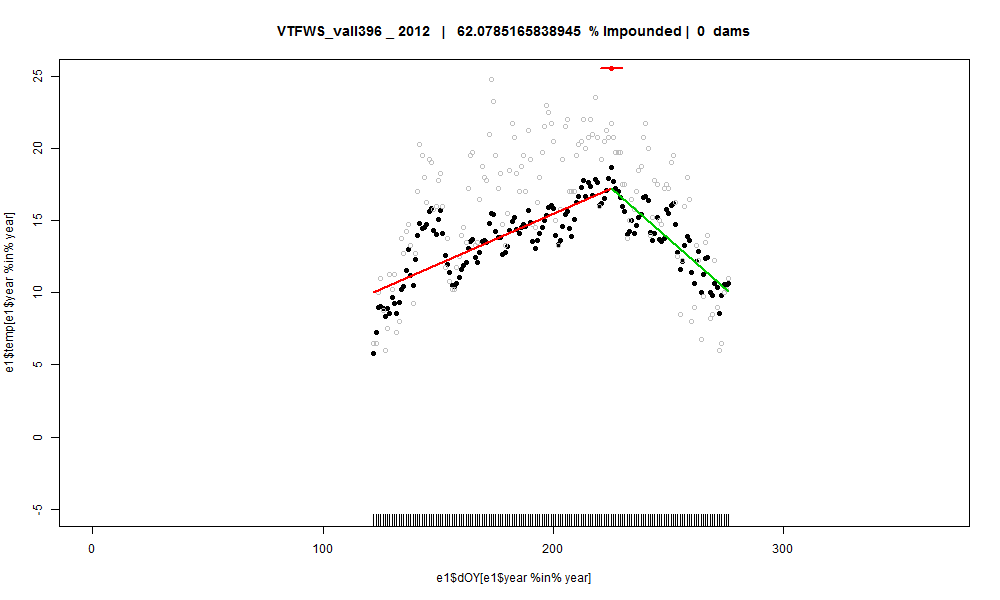 VTFWS_vall396 _ 2012 | 62.0785165838945 % Impounded | 0 dams
25
20
15
10
5
0
-5
e1$temp[e1$year %in% year]
0 100 200 300
e1$dOY[e1$year %in% year]